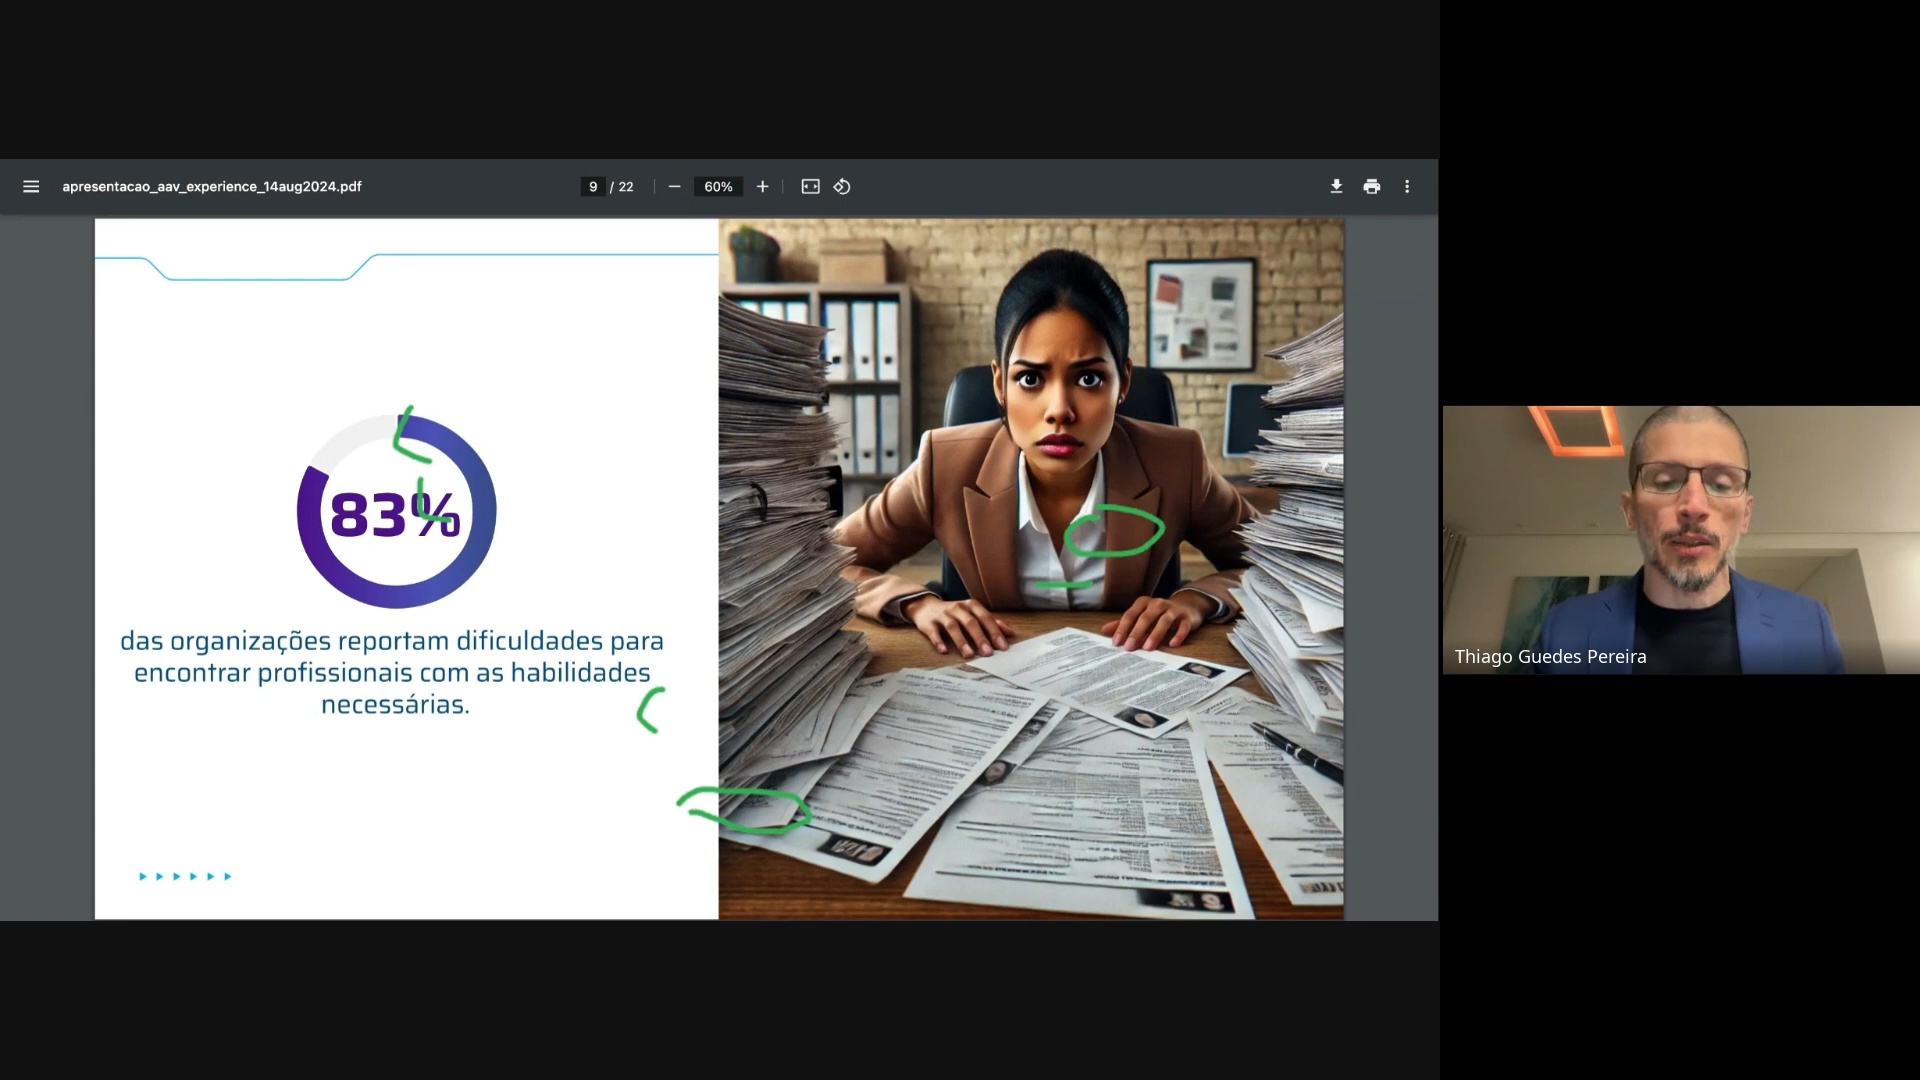 apresentacao_aav_experience_14aug2024.pdf
9 / 22
60%
83%
das organizações reportam dificuldades para
encontrar profissionais com as habilidades
necessárias.
Thiago Guedes Pereira